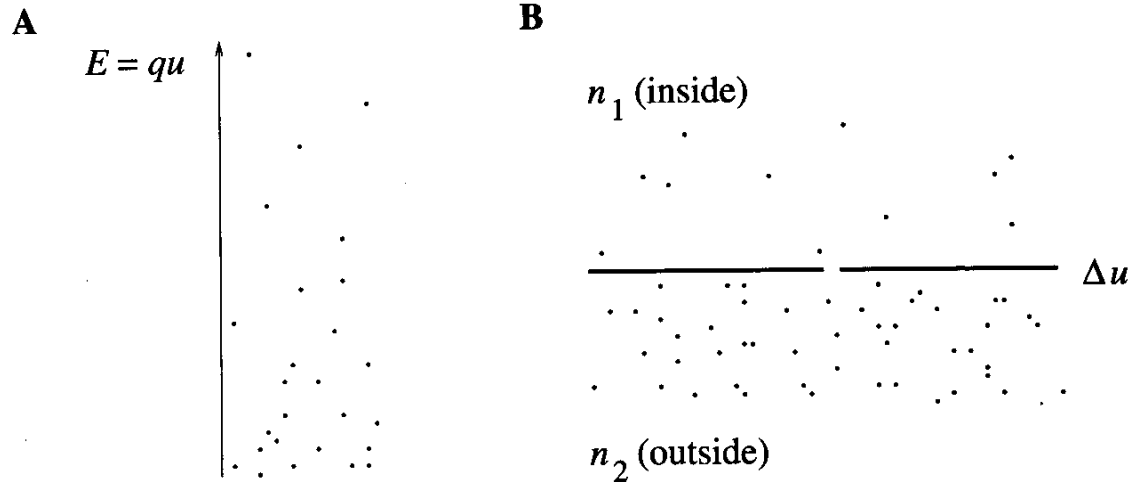 A
E = qu
B
n₁ (inside)
Δu
n₂ (outside)